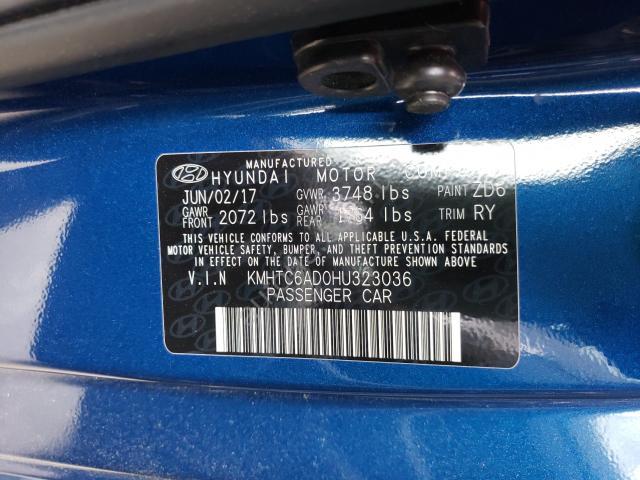 MANUFACTURED
HYUNDAI MOTOR
JUN/02/17 GVWR 3748 lbs PAINT ZD6
GAWR FRONT 2072 lbs REAR lbs TRIM RY
THIS VEHICLE CONFORMS TO ALL APPLICABLE U.S.A. FEDERAL
MOTOR VEHICLE SAFETY, BUMPER, AND THEFT PREVENTION STANDARDS
IN EFFECT ON THE DATE OF MANUFACTURE SHOWN ABOVE.
V.I.N KMHTC6AD0HU323036
PASSENGER CAR